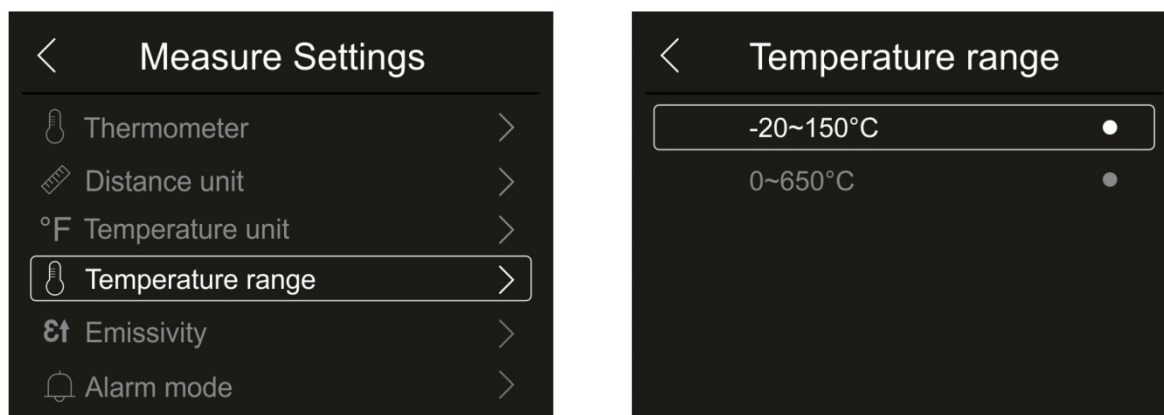 Measure Settings
Thermometer
Distance unit
°F Temperature unit
Temperature range
Ɛ↑ Emissivity
Alarm mode
Temperature range
-20~150°C
0~650°C